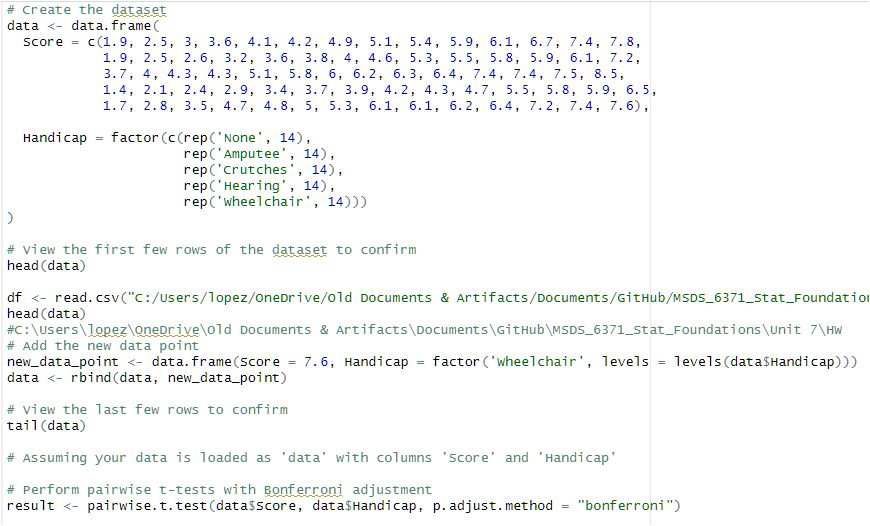 # Create the dataset
data <- data.frame(
Score = c(1.9, 2.5, 3, 3.6, 4.1, 4.2, 4.9, 5.1, 5.4, 5.9, 6.1, 6.7, 7.4, 7.8,
1.9, 2.5, 2.6, 3.2, 3.6, 3.8, 4, 4.6, 5.3, 5.5, 5.8, 5.9, 6.1, 7.2,
3.7, 4, 4.3, 4.3, 5.1, 5.8, 6, 6.2, 6.3, 6.4, 7.4, 7.4, 7.5, 8.5,
1.4, 2.1, 2.4, 2.9, 3.4, 3.7, 3.9, 4.2, 4.3, 4.7, 5.5, 5.8, 5.9, 6.5,
1.7, 2.8, 3.5, 4.7, 4.8, 5, 5.3, 6.1, 6.1, 6.2, 6.4, 7.2, 7.4, 7.6),
Handicap = factor(c(rep('None', 14),
rep('Amputee', 14),
rep('Crutches', 14),
rep('Hearing', 14),
rep('Wheelchair', 14)))
)
# View the first few rows of the dataset to confirm
head(data)
df <- read.csv("C:/Users/lopez/OneDrive/Old Documents & Artifacts/Documents/GitHub/MSDS_6371_Stat_Foundation
head(data)
#C:\Users\lopez\OneDrive\Old Documents & Artifacts\Documents\GitHub\MSDS_6371_Stat_Foundations\Unit 7\HW
# Add the new data point
new_data_point <- data.frame(Score = 7.6, Handicap = factor('Wheelchair', levels = levels(data$Handicap)))
data <- rbind(data, new_data_point)
# View the last few rows to confirm
tail(data)
# Assuming your data is loaded as 'data' with columns 'Score' and 'Handicap'
# Perform pairwise t-tests with Bonferroni adjustment
result <- pairwise.t.test(data$Score, data$Handicap, p.adjust.method = "bonferroni")